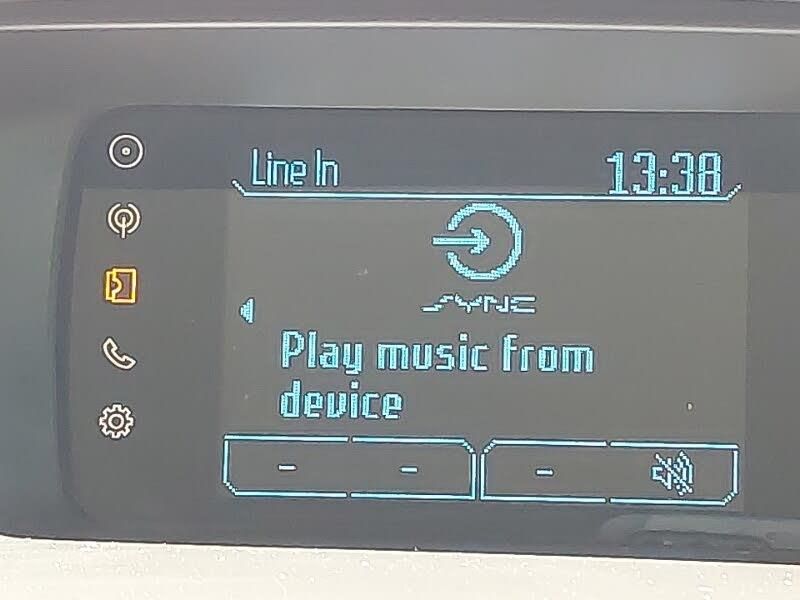 Line In
13:38
SYNC
Play music from
device
- - -